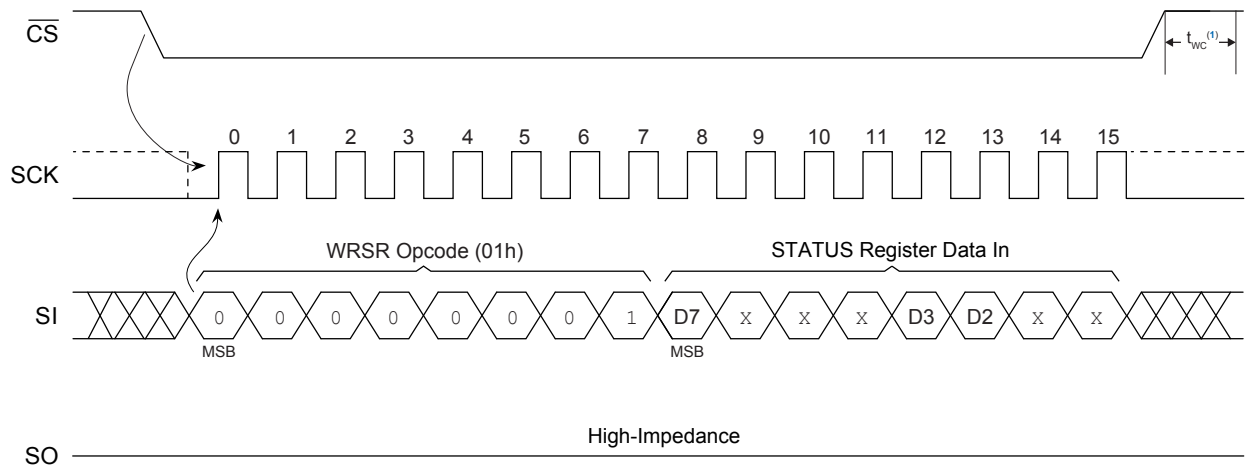 CS
t_WC(1)
0 1 2 3 4 5 6 7 8 9 10 11 12 13 14 15
SCK
WRSR Opcode (01h) STATUS Register Data In
SI 0 0 0 0 0 0 0 1 D7 X X X D3 D2 X X
MSB MSB
High-Impedance
SO